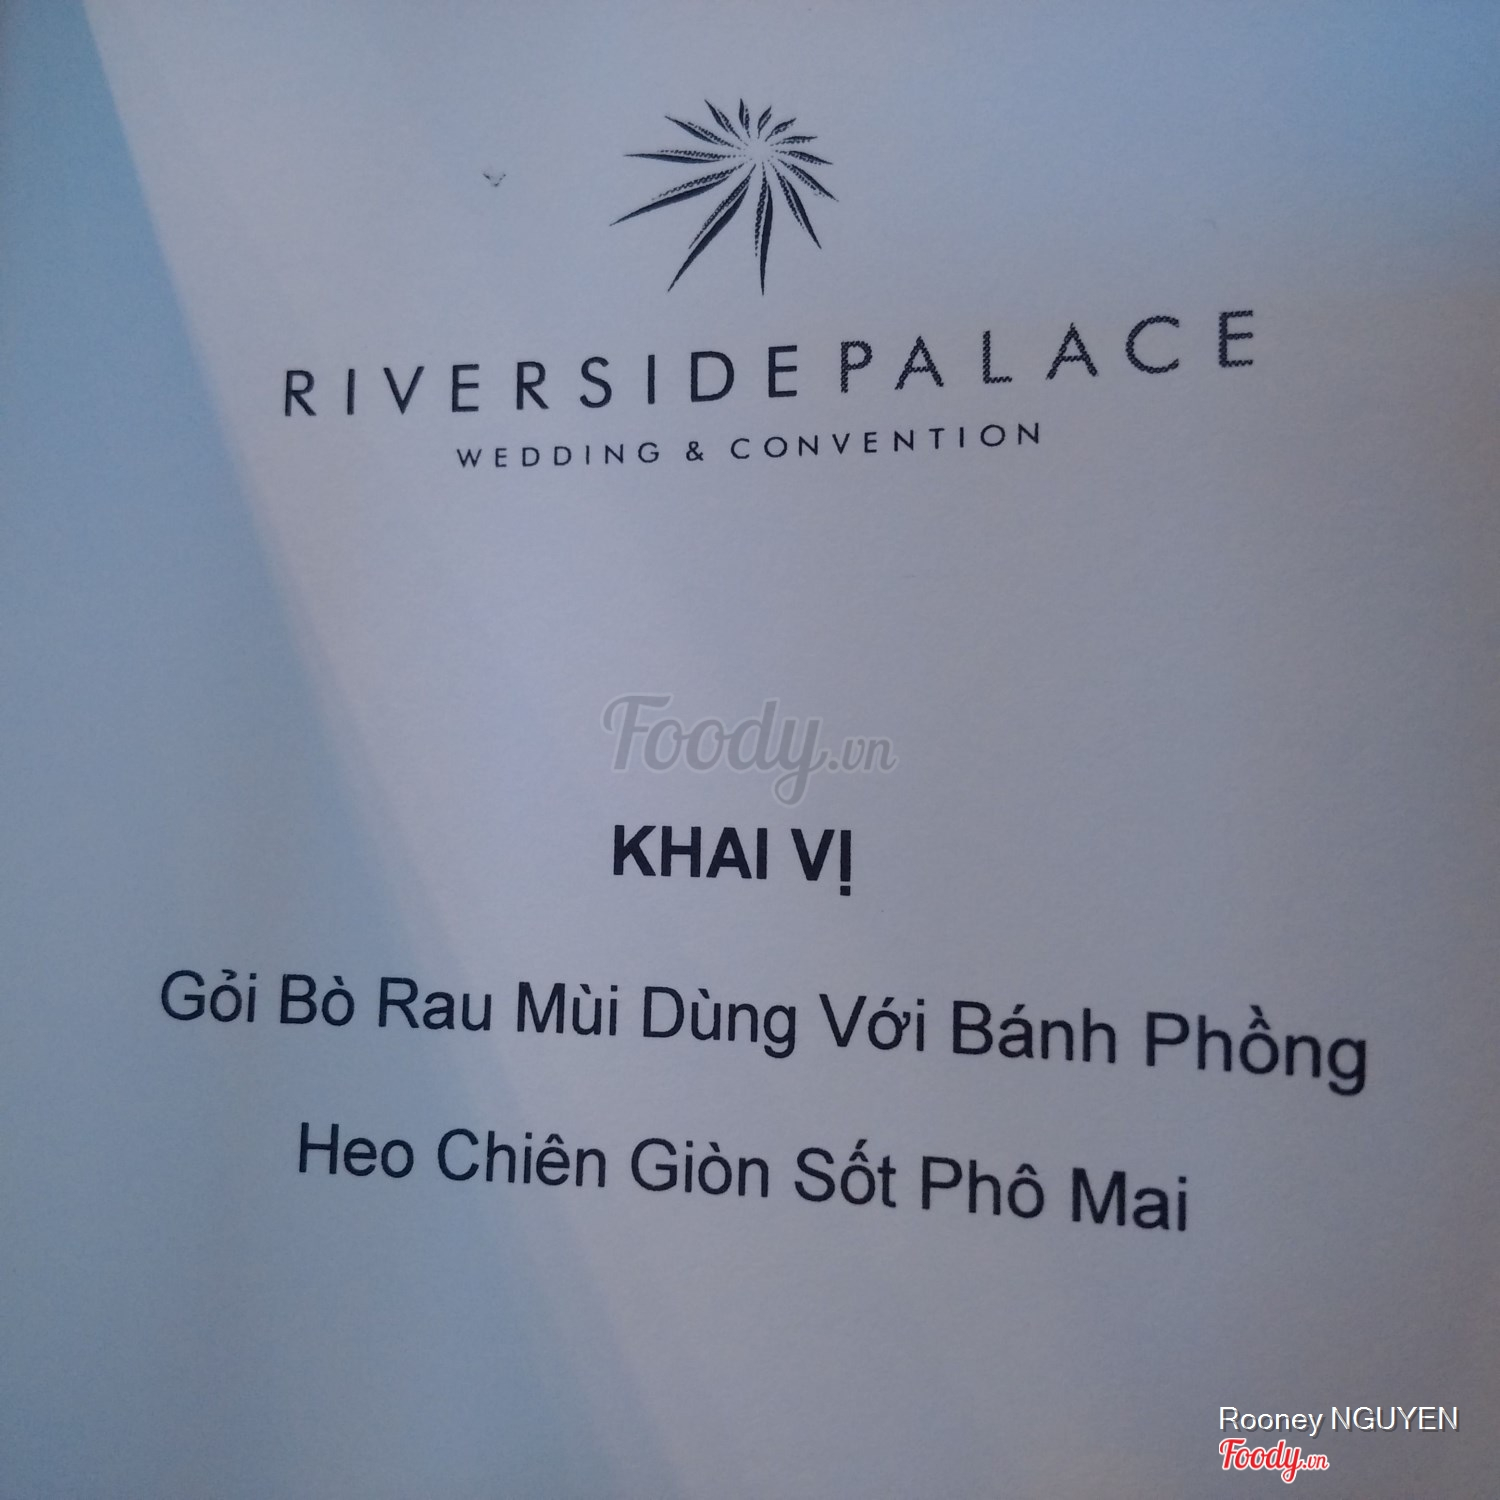 RIVERSIDE PALACE
WEDDING & CONVENTION
Foody.vn
KHAI VỊ
Gỏi Bò Rau Mùi Dùng Với Bánh Phồng
Heo Chiên Giòn Sốt Phô Mai
Rooney NGUYEN
Foody.vn